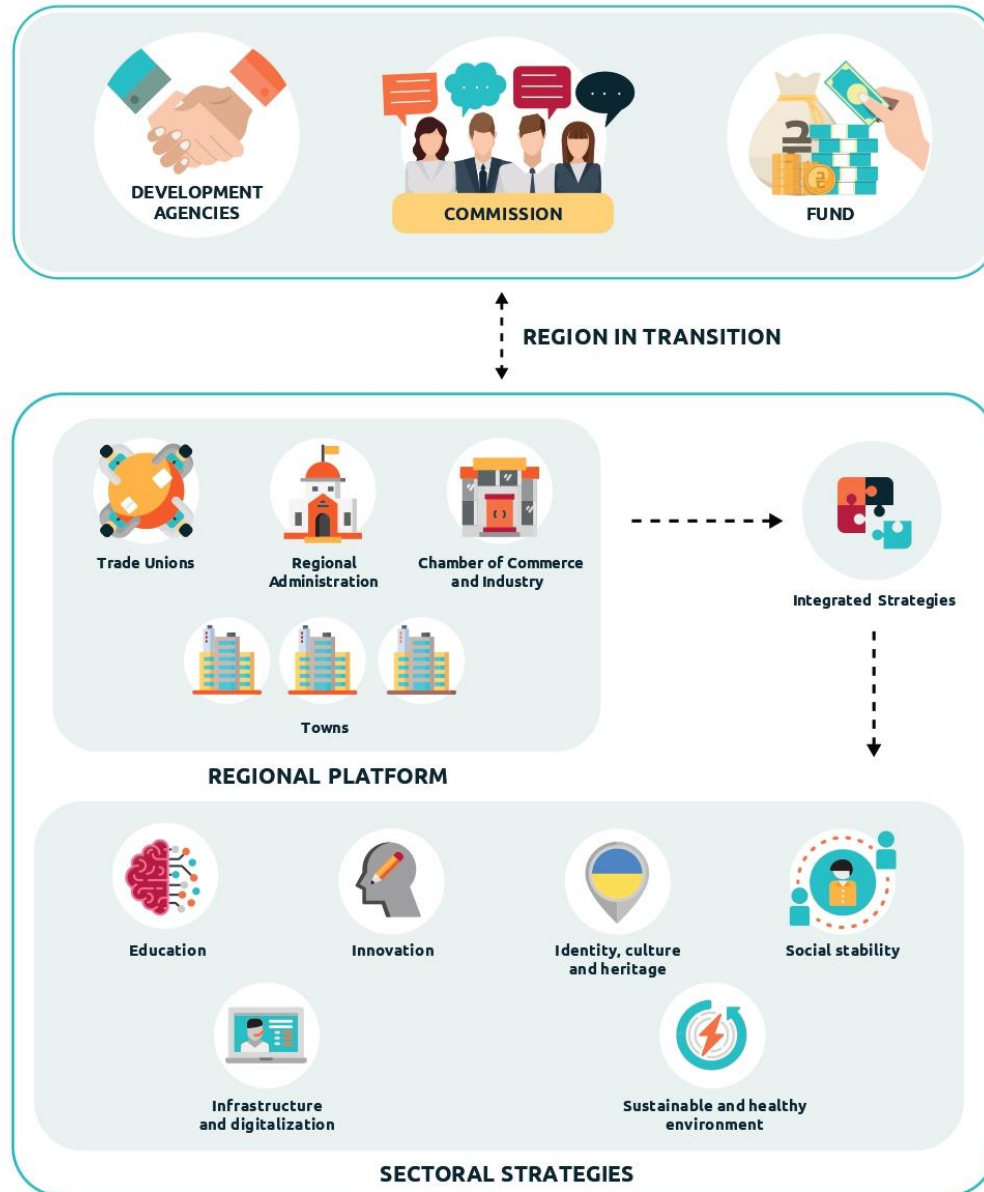 DEVELOPMENT
AGENCIES
COMMISSION
FUND
REGION IN TRANSITION
Trade Unions
Regional
Administration
Chamber of Commerce
and Industry
Integrated Strategies
Towns
REGIONAL PLATFORM
Education
Innovation
Identity, culture
and heritage
Social stability
Infrastructure
and digitalization
Sustainable and healthy
environment
SECTORAL STRATEGIES